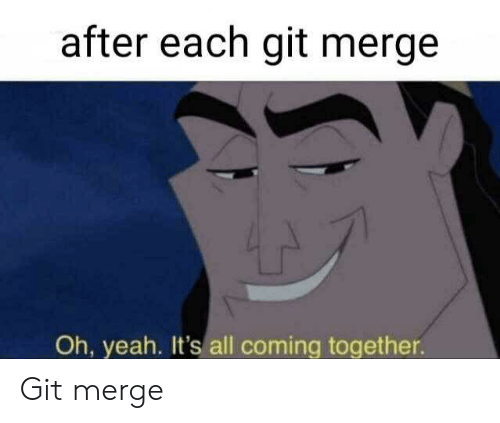 after each git merge
Oh, yeah. It's all coming together.
Git merge